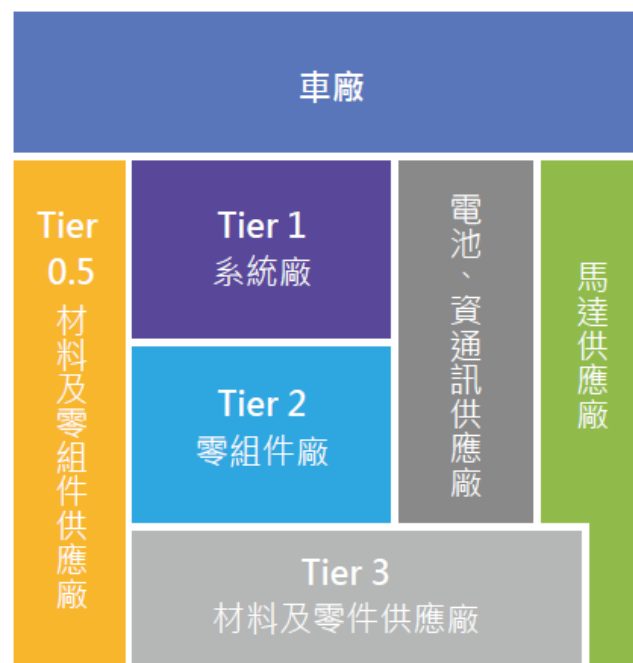 車廠
Tier
0.5
材料及零組件供應廠
Tier 1
系統廠
Tier 2
零組件廠
電池、資通訊供應廠
馬達供應廠
Tier 3
材料及零件供應廠